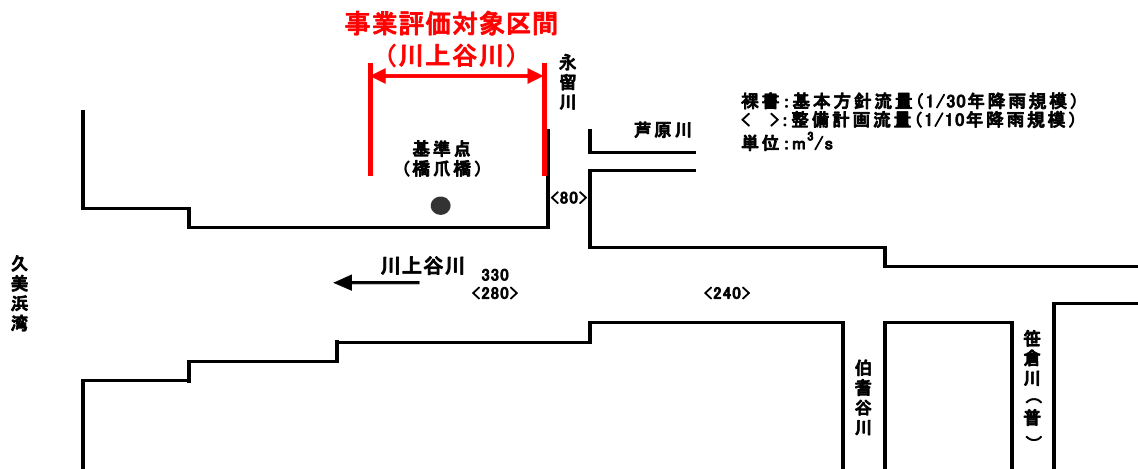 事業評価対象区間
(川上谷川)
永留川
芦原川
裸書:基本方針流量(1/30年降雨規模)
< >:整備計画流量(1/10年降雨規模)
単位:m³/s
基準点
(橋爪橋)
<80>
久美浜湾
川上谷川
330
<280>
<240>
伯耆谷川
笹倉川(普)